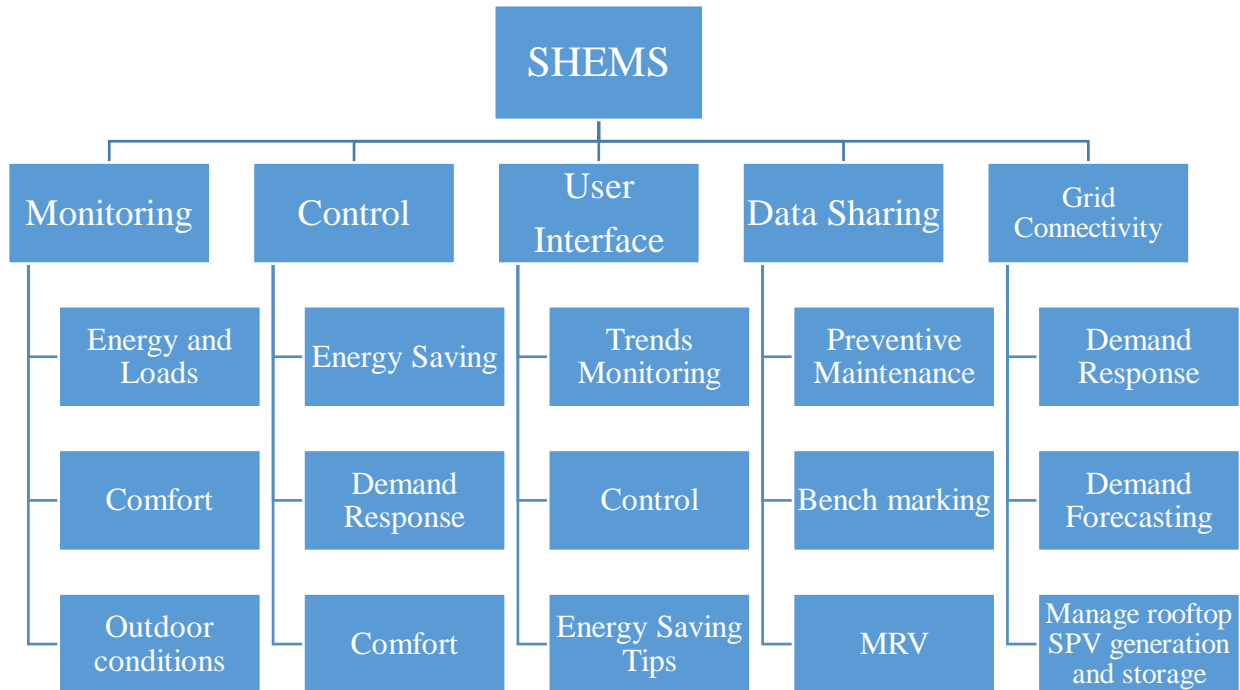 SHEMS
Monitoring
Control
User
Interface
Data Sharing
Grid
Connectivity
Energy and
Loads
Comfort
Outdoor
conditions
Energy Saving
Demand
Response
Comfort
Trends
Monitoring
Control
Energy Saving
Tips
Preventive
Maintenance
Bench marking
MRV
Demand
Response
Demand
Forecasting
Manage rooftop
SPV generation
and storage